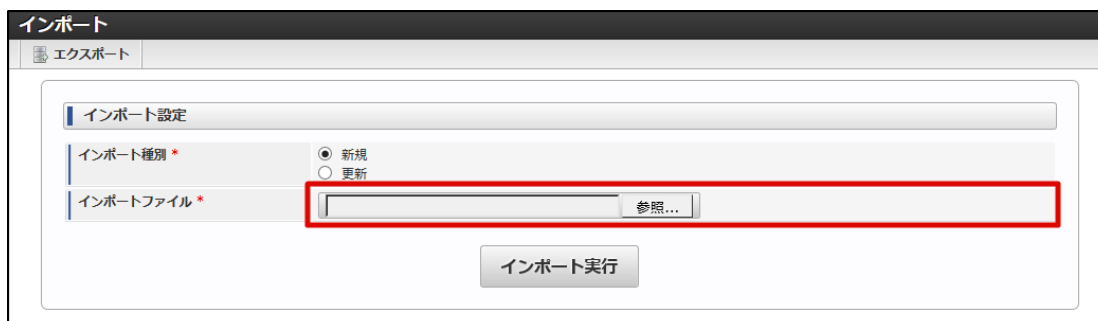 インポート
エクスポート
インポート設定
インポート種別 *
新規
更新
インポートファイル *
参照...
インポート実行